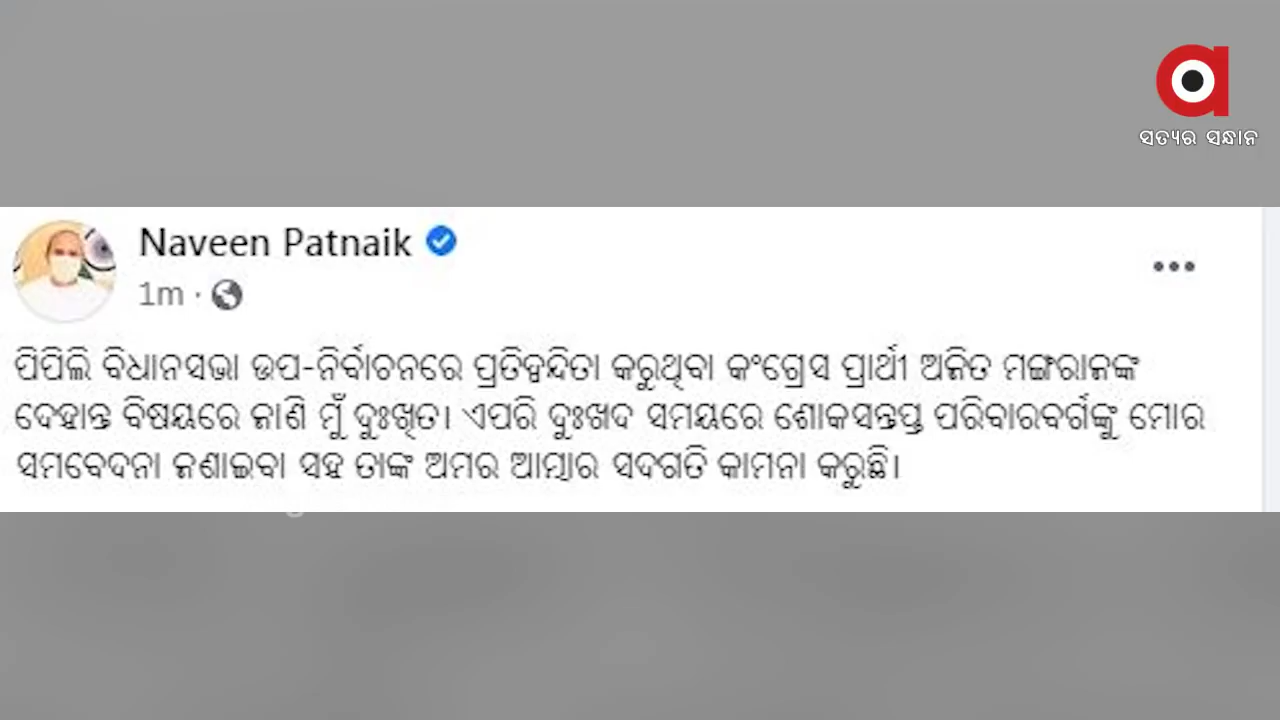 ସତ୍ୟର ସନ୍ଧାନ
Naveen Patnaik
1m ·
ପିପିଲି ବିଧାନସଭା ଉପ-ନିର୍ବାଚନରେ ପ୍ରତିଦ୍ୱନ୍ଦିତା କରୁଥିବା କଂଗ୍ରେସ ପ୍ରାର୍ଥୀ ଅଜିତ ମଙ୍ଗରାଜଙ୍କ
ଦେହାନ୍ତ ବିଷୟରେ ଜାଣି ମୁଁ ଦୁଃଖିତ। ଏପରି ଦୁଃଖଦ ସମୟରେ ଶୋକସନ୍ତପ୍ତ ପରିବାରବର୍ଗଙ୍କୁ ମୋର
ସମବେଦନା ଜଣାଇବା ସହ ତାଙ୍କ ଅମର ଆତ୍ମାର ସଦଗତି କାମନା କରୁଛି।